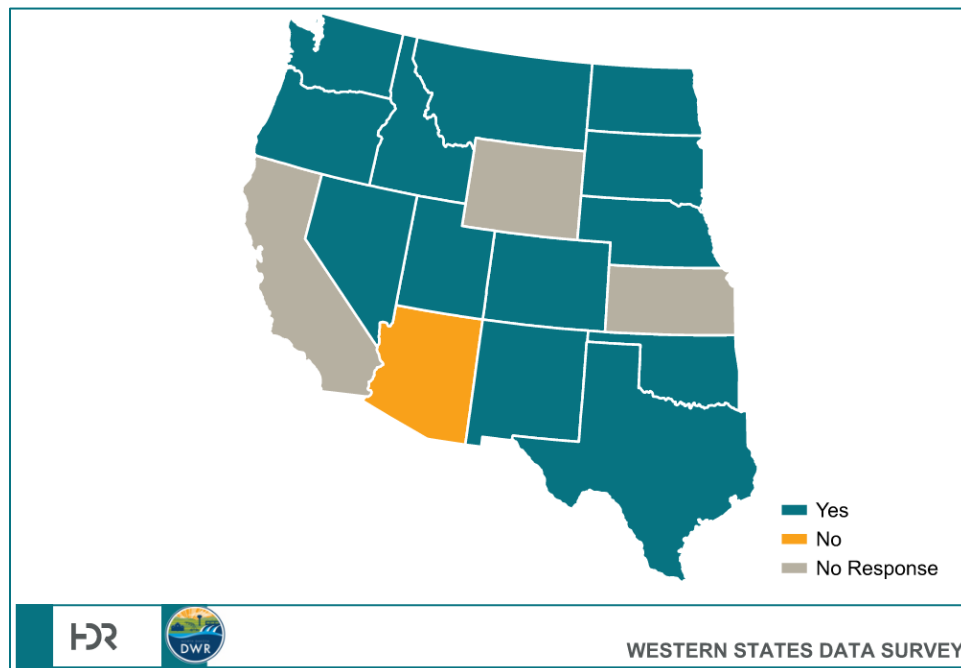 Yes
No
No Response
HDR
DWR
WESTERN STATES DATA SURVEY